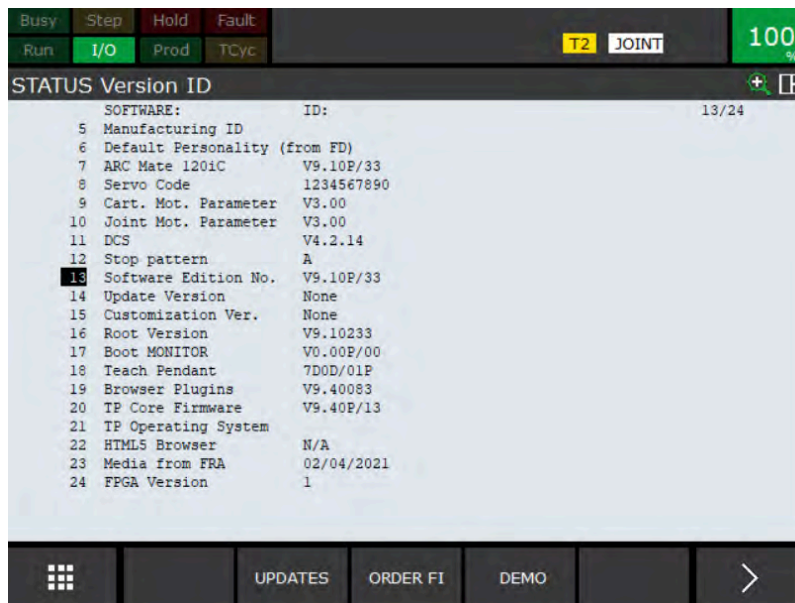 Busy Step Hold Fault
Run I/O Prod TCyc T2 JOINT 100
%
STATUS Version ID
SOFTWARE: ID: 13/24
5 Manufacturing ID
6 Default Personality (from FD)
7 ARC Mate 120iC V9.10P/33
8 Servo Code 1234567890
9 Cart. Mot. Parameter V3.00
10 Joint Mot. Parameter V3.00
11 DCS V4.2.14
12 Stop pattern A
13 Software Edition No. V9.10P/33
14 Update Version None
15 Customization Ver. None
16 Root Version V9.10233
17 Boot MONITOR V0.00P/00
18 Teach Pendant 7D0D/01P
19 Browser Plugins V9.40083
20 TP Core Firmware V9.40P/13
21 TP Operating System
22 HTML5 Browser N/A
23 Media from FRA 02/04/2021
24 FPGA Version 1
UPDATES ORDER FI DEMO